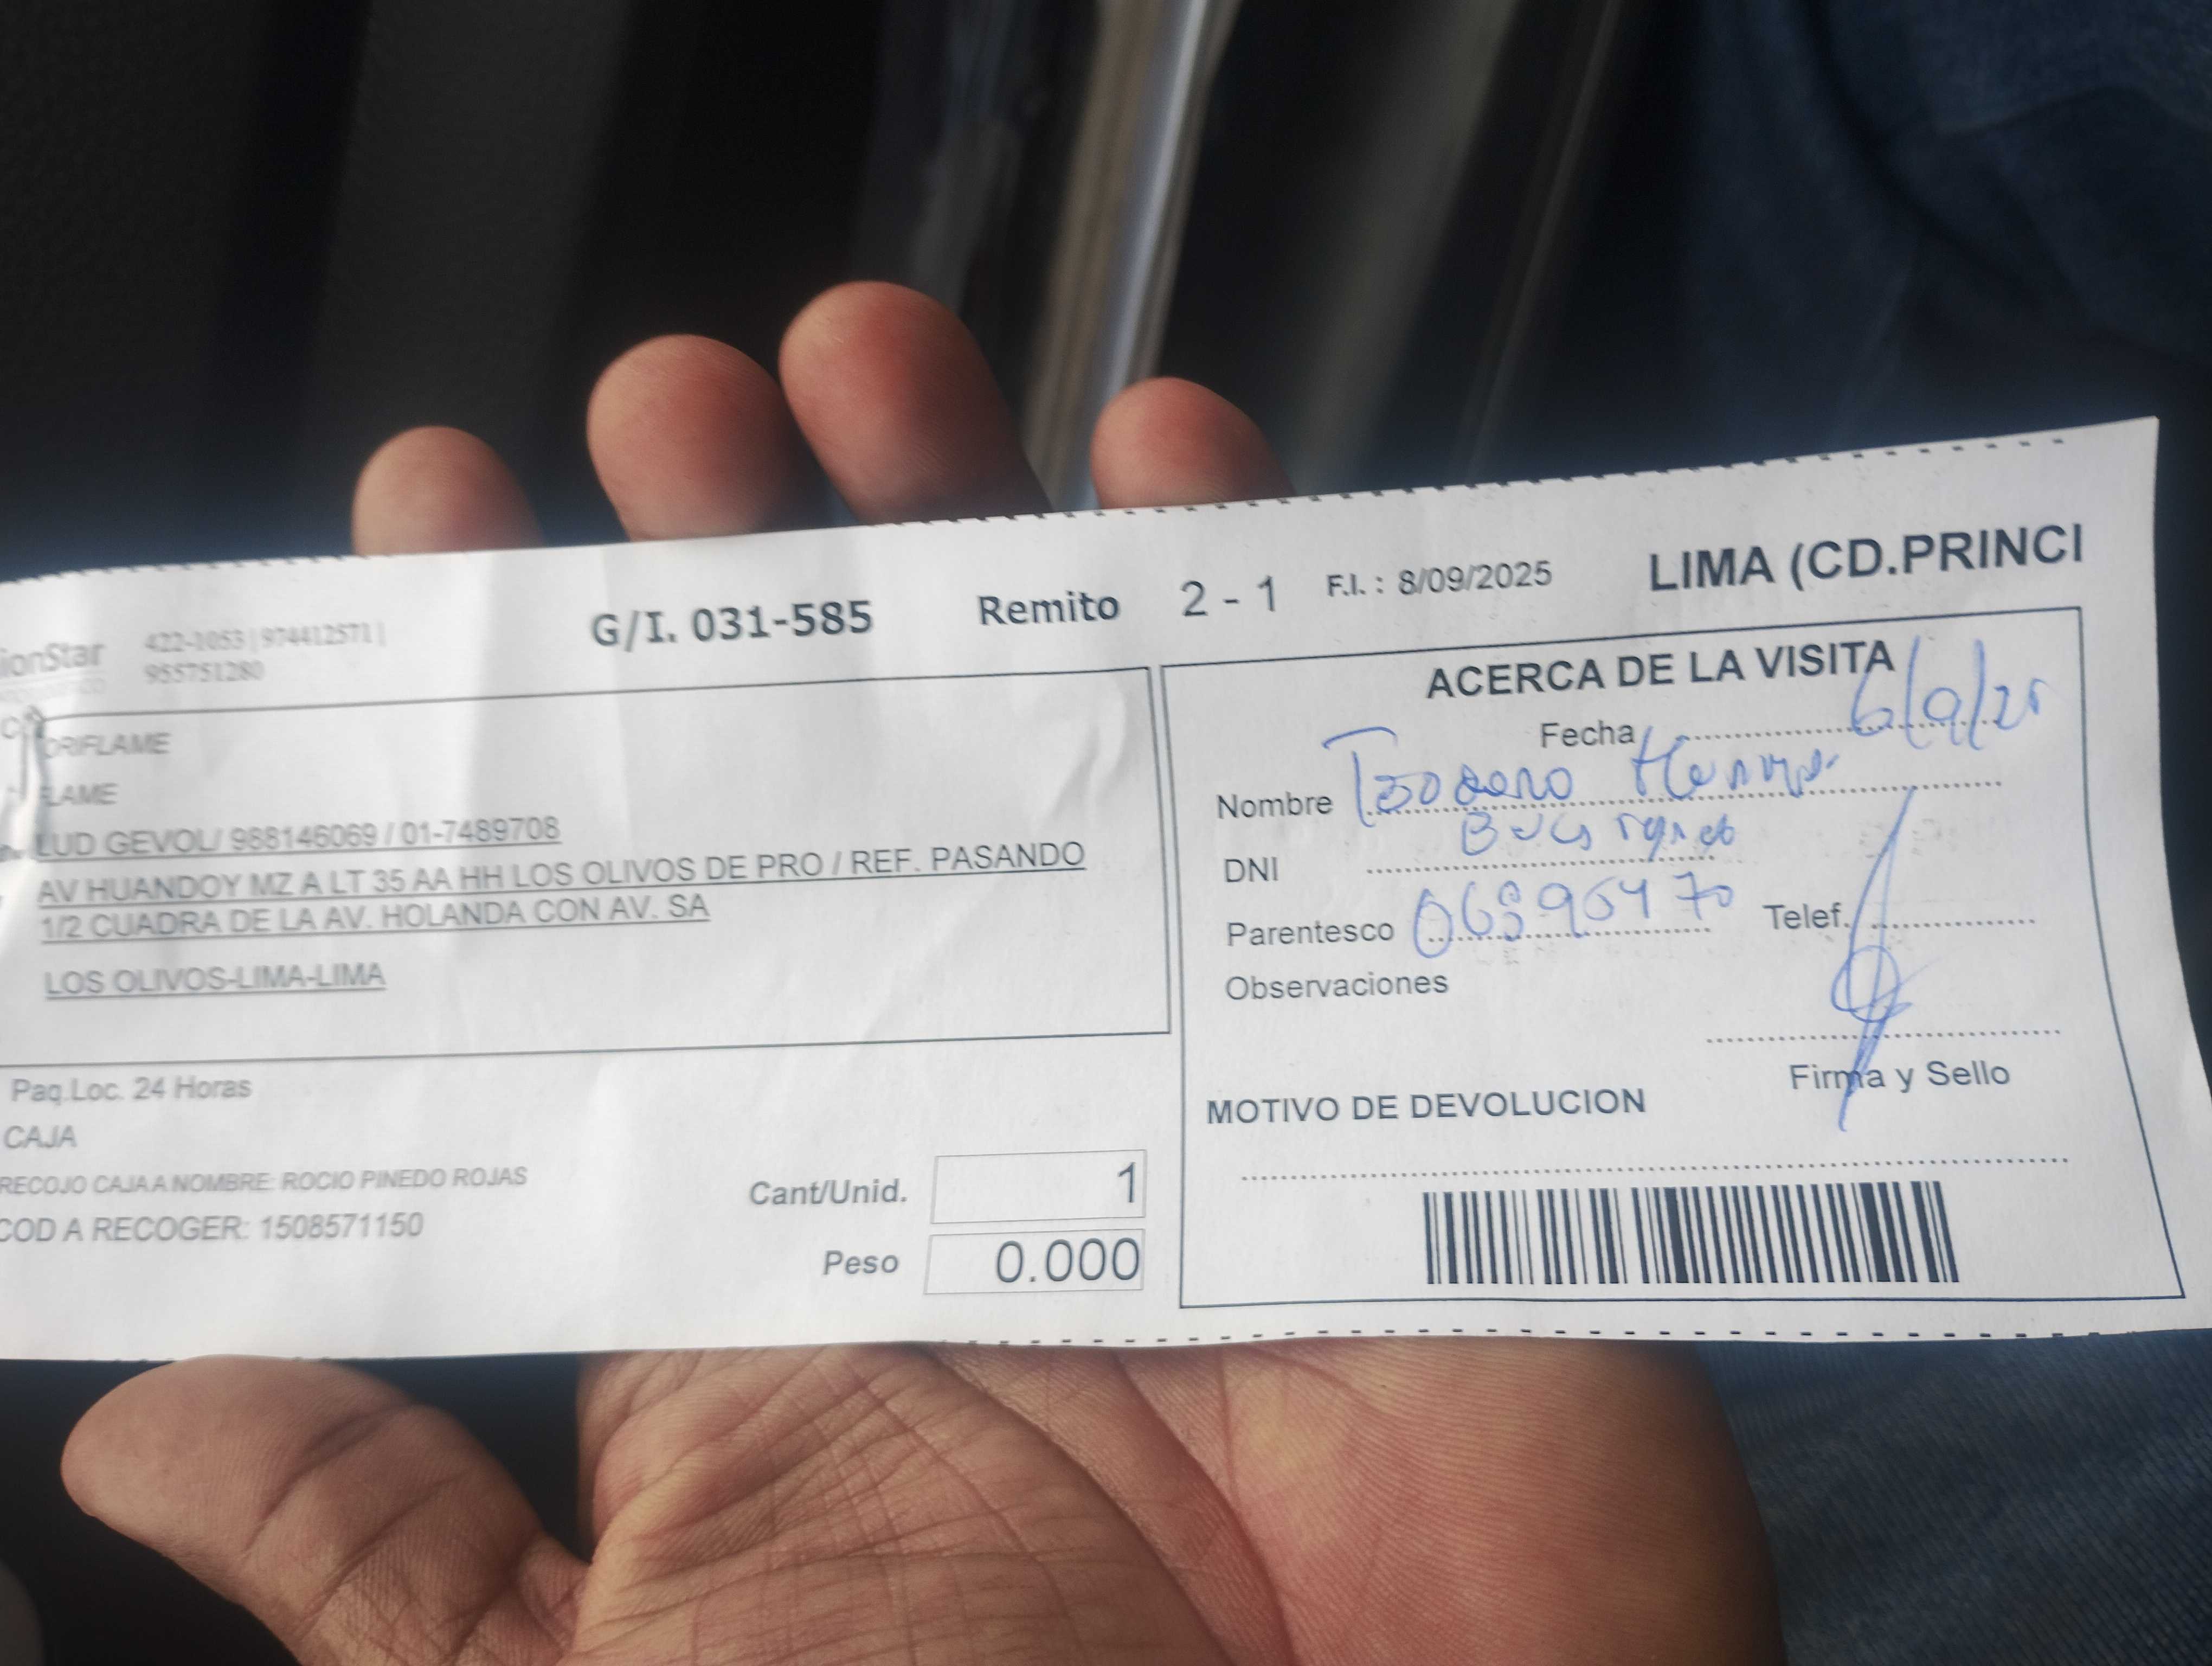 G/I. 031-585 Remito 2 - 1 F.I. : 8/09/2025 LIMA (CD.PRINCI
ionStar 422-1053 | 974412571 |
955751280
ORIFLAME
FLAME
LUD GEVOL/ 988146069 / 01-7489708
AV HUANDOY MZ A LT 35 AA HH LOS OLIVOS DE PRO / REF. PASANDO
1/2 CUADRA DE LA AV. HOLANDA CON AV. SA
LOS OLIVOS-LIMA-LIMA
Paq.Loc. 24 Horas
CAJA
RECOJO CAJA A NOMBRE: ROCIO PINEDO ROJAS
COD A RECOGER: 1508571150
Cant/Unid. 1
Peso 0.000
ACERCA DE LA VISITA
Fecha
Nombre
DNI
Parentesco Telef.
Observaciones
Firma y Sello
MOTIVO DE DEVOLUCION